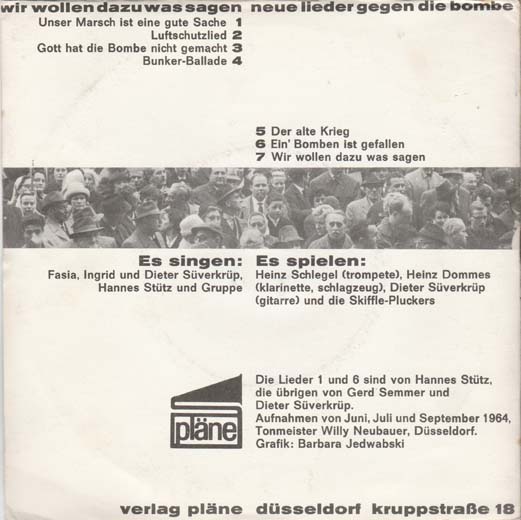 wir wollen dazu was sagen neue lieder gegen die bombe
Unser Marsch ist eine gute Sache 1
Luftschutzlied 2
Gott hat die Bombe nicht gemacht 3
Bunker-Ballade 4
5 Der alte Krieg
6 Ein' Bomben ist gefallen
7 Wir wollen dazu was sagen
Es singen:
Fasia, Ingrid und Dieter Süverkrüp,
Hannes Stütz und Gruppe
Es spielen:
Heinz Schlegel (trompete), Heinz Dommes
(klarinette, schlagzeug), Dieter Süverkrüp
(gitarre) und die Skiffle-Pluckers
Die Lieder 1 und 6 sind von Hannes Stütz,
die übrigen von Gerd Semmer und
Dieter Süverkrüp.
Aufnahmen von Juni, Juli und September 1964,
Tonmeister Willy Neubauer, Düsseldorf.
Grafik: Barbara Jedwabski
pläne
verlag pläne düsseldorf kruppstraße 18